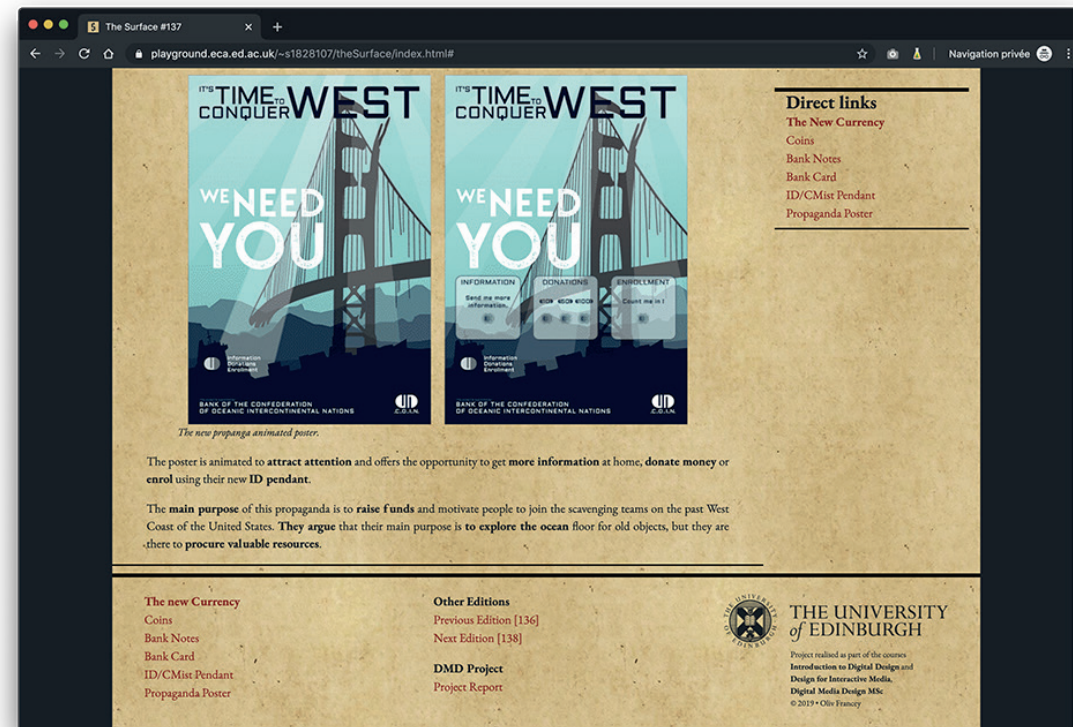 The Surface #137
playground.eca.ed.ac.uk/~s1828107/theSurface/index.html#
Navigation privée
IT'S TIME TO
CONQUER WEST
WE NEED
YOU
Information
Donations
Enrollment
BANK OF THE CONFEDERATION
OF OCEANIC INTERCONTINENTAL NATIONS
.C.O.I.N.
IT'S TIME TO
CONQUER WEST
WE NEED
YOU
INFORMATION
Send me more
information.
DONATIONS
ENROLLMENT
Count me in !
Information
Donations
Enrollment
BANK OF THE CONFEDERATION
OF OCEANIC INTERCONTINENTAL NATIONS
.C.O.I.N.
The new propanga animated poster.
The poster is animated to attract attention and offers the opportunity to get more information at home, donate money or
enrol using their new ID pendant.
The main purpose of this propaganda is to raise funds and motivate people to join the scavenging teams on the past West
Coast of the United States. They argue that their main purpose is to explore the ocean floor for old objects, but they are
there to procure valuable resources.
Direct links
The New Currency
Coins
Bank Notes
Bank Card
ID/CMist Pendant
Propaganda Poster
The new Currency
Coins
Bank Notes
Bank Card
ID/CMist Pendant
Propaganda Poster
Other Editions
Previous Edition [136]
Next Edition [138]
DMD Project
Project Report
THE UNIVERSITY
of EDINBURGH
Project realised as part of the courses
Introduction to Digital Design and
Design for Interactive Media,
Digital Media Design MSc
© 2019 • Oliv Franccy